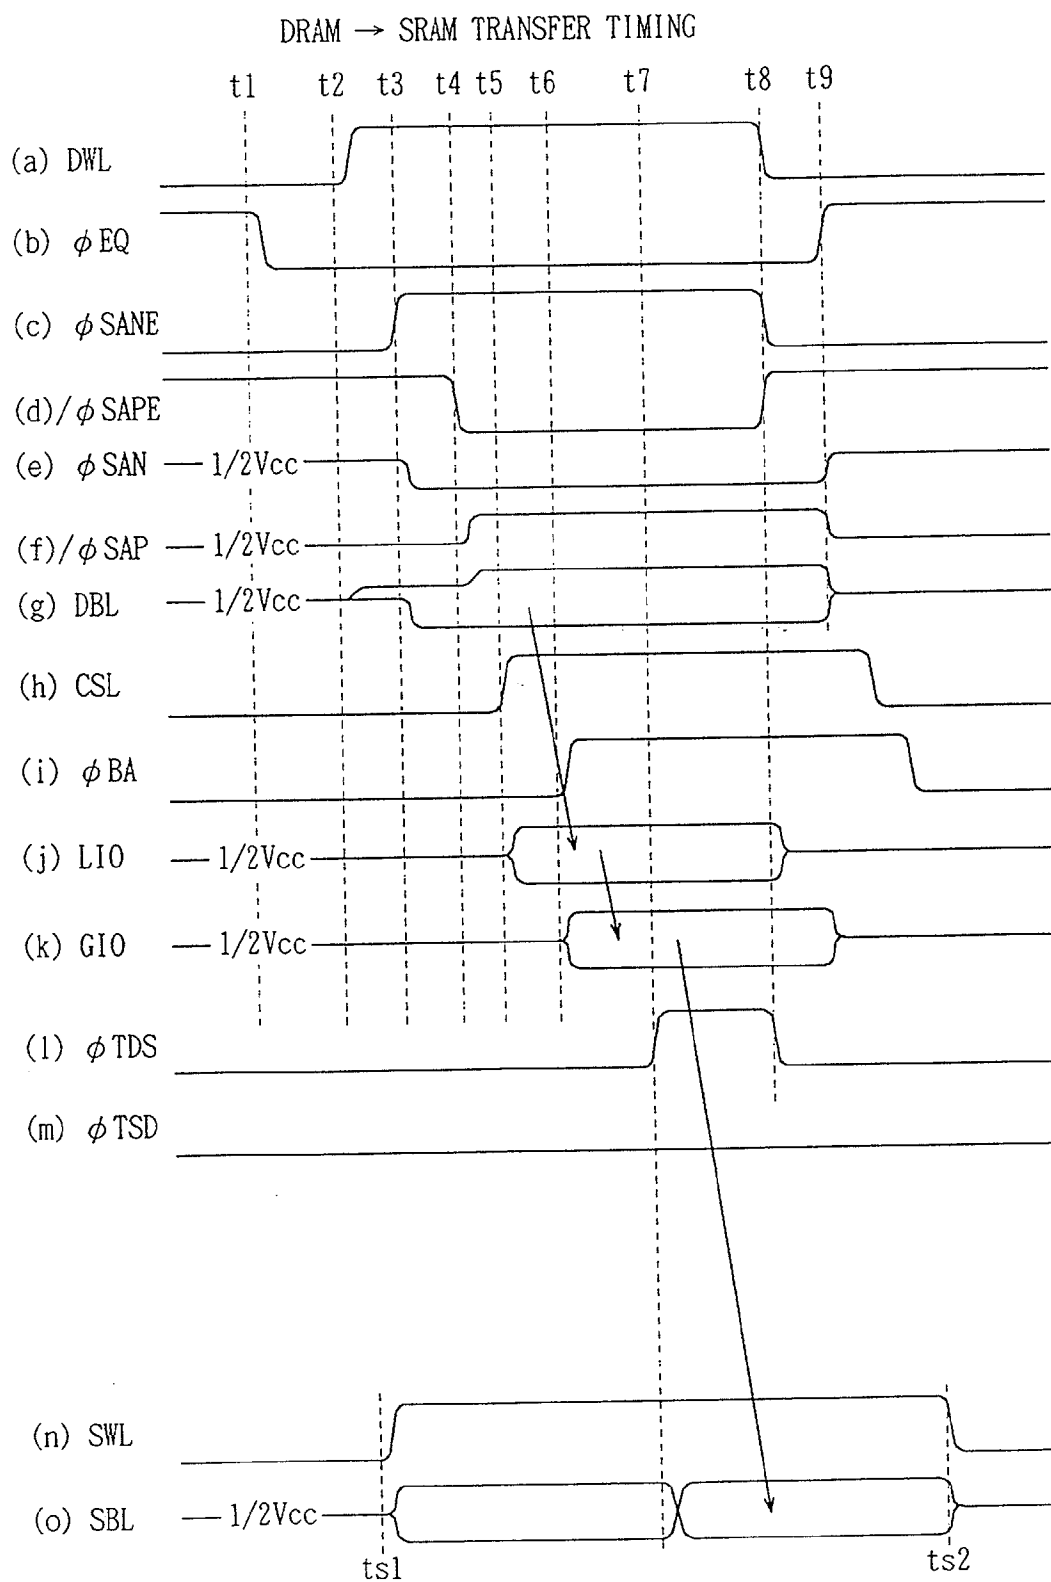 DRAM → SRAM TRANSFER TIMING
t1 t2 t3 t4 t5 t6 t7 t8 t9
(a) DWL
(b) φEQ
(c) φSANE
(d)/φSAPE
(e) φSAN 1/2Vcc
(f)/φSAP 1/2Vcc
(g) DBL 1/2Vcc
(h) CSL
(i) φBA
(j) LIO 1/2Vcc
(k) GIO 1/2Vcc
(l) φTDS
(m) φTSD
(n) SWL
(o) SBL 1/2Vcc
ts1 ts2